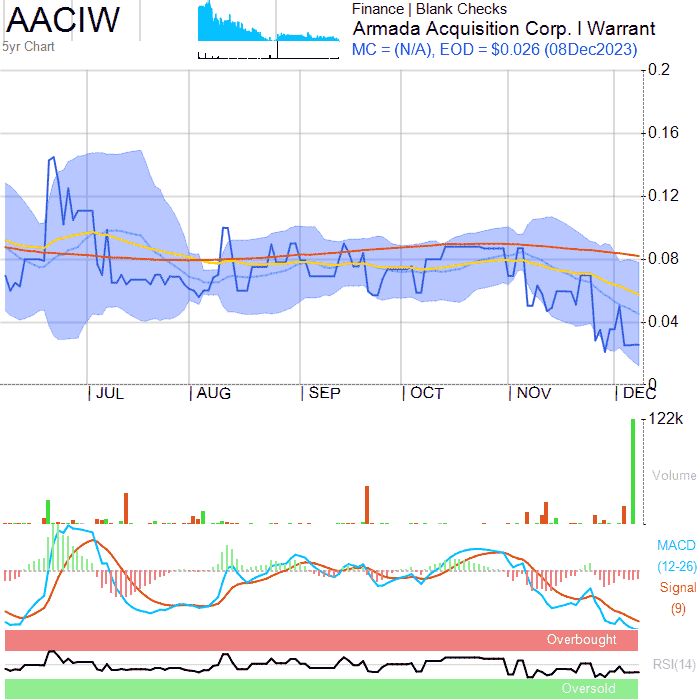 AACIW
5yr Chart
Finance | Blank Checks
Armada Acquisition Corp. I Warrant
MC = (N/A), EOD = $0.026 (08Dec2023)
0.2
0.16
0.12
0.08
0.04
0
JUL
AUG
SEP
OCT
NOV
DEC
122k
Volume
MACD
(12-26)
Signal
(9)
Overbought
RSI(14)
Oversold